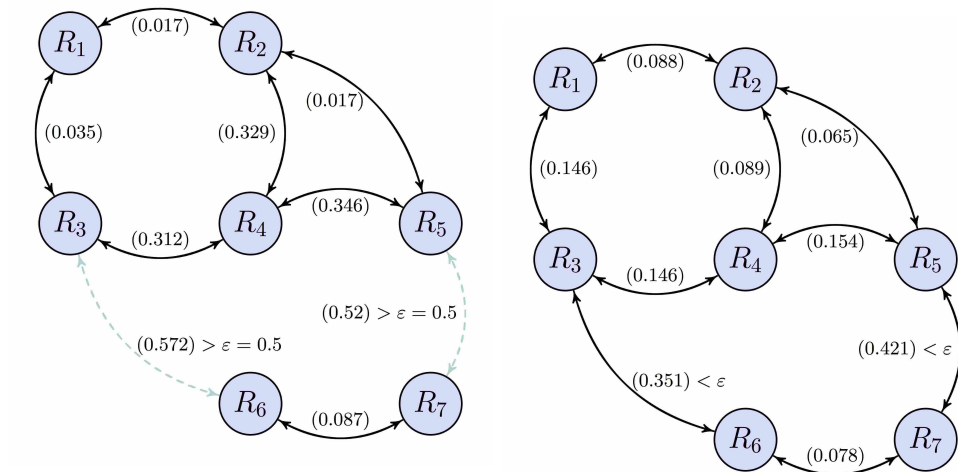 (0.017)
R₁ R₂
(0.017)
(0.035) (0.329)
(0.346)
R₃ R₄ R₅
(0.312)
(0.52) > ε = 0.5
(0.572) > ε = 0.5
R₆ R₇
(0.087)
(0.088)
R₁ R₂
(0.065)
(0.146) (0.089)
(0.154)
R₃ R₄ R₅
(0.146)
(0.421) < ε
(0.351) < ε
R₆ R₇
(0.078)